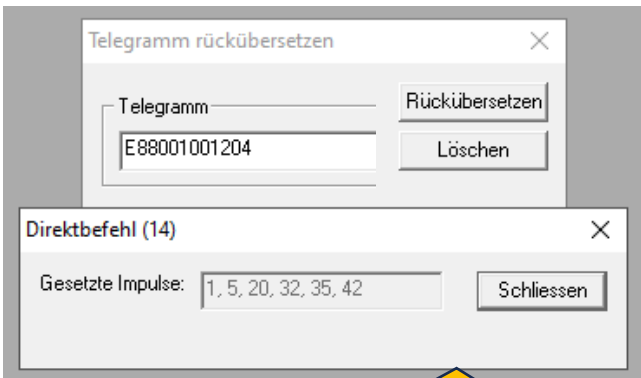 Telegramm rückübersetzen
Telegramm
Rückübersetzen
E88001001204
Löschen
Direktbefehl (14)
Gesetzte Impulse:
1, 5, 20, 32, 35, 42
Schliessen